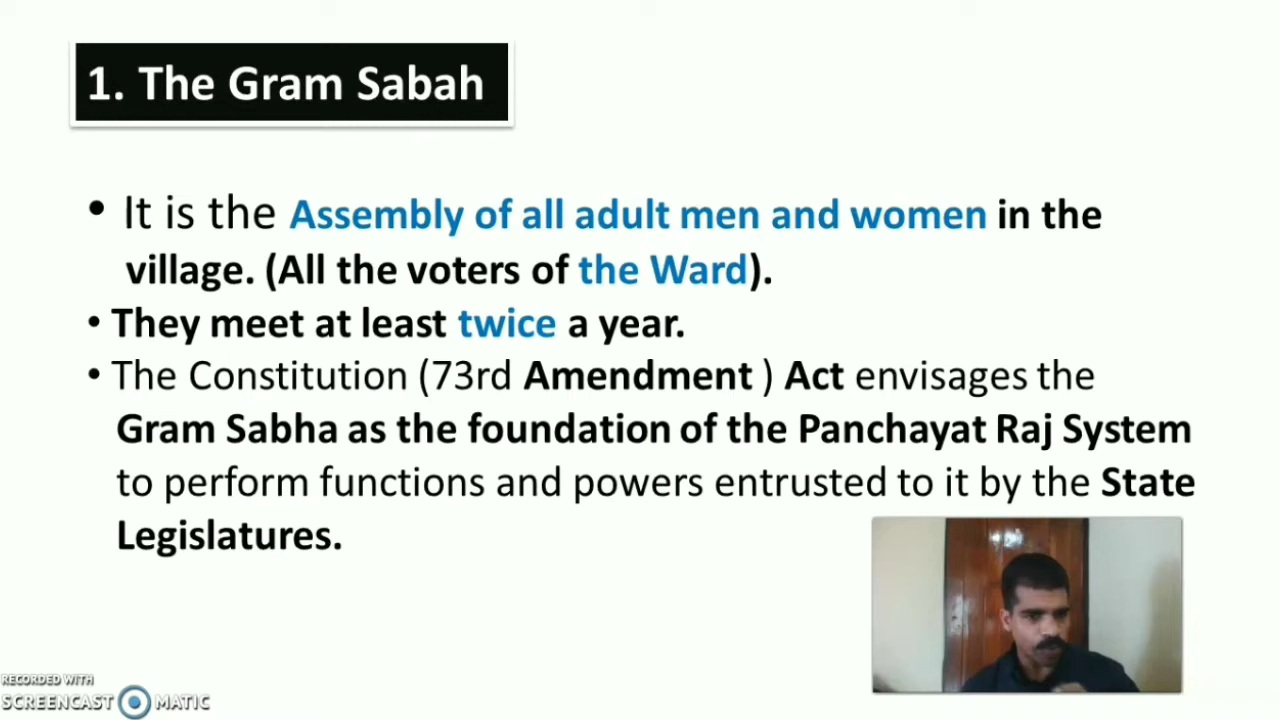 1. The Gram Sabah
• It is the Assembly of all adult men and women in the
village. (All the voters of the Ward).
• They meet at least twice a year.
• The Constitution (73rd Amendment ) Act envisages the
Gram Sabha as the foundation of the Panchayat Raj System
to perform functions and powers entrusted to it by the State
Legislatures.
RECORDED WITH
SCREENCAST MATIC